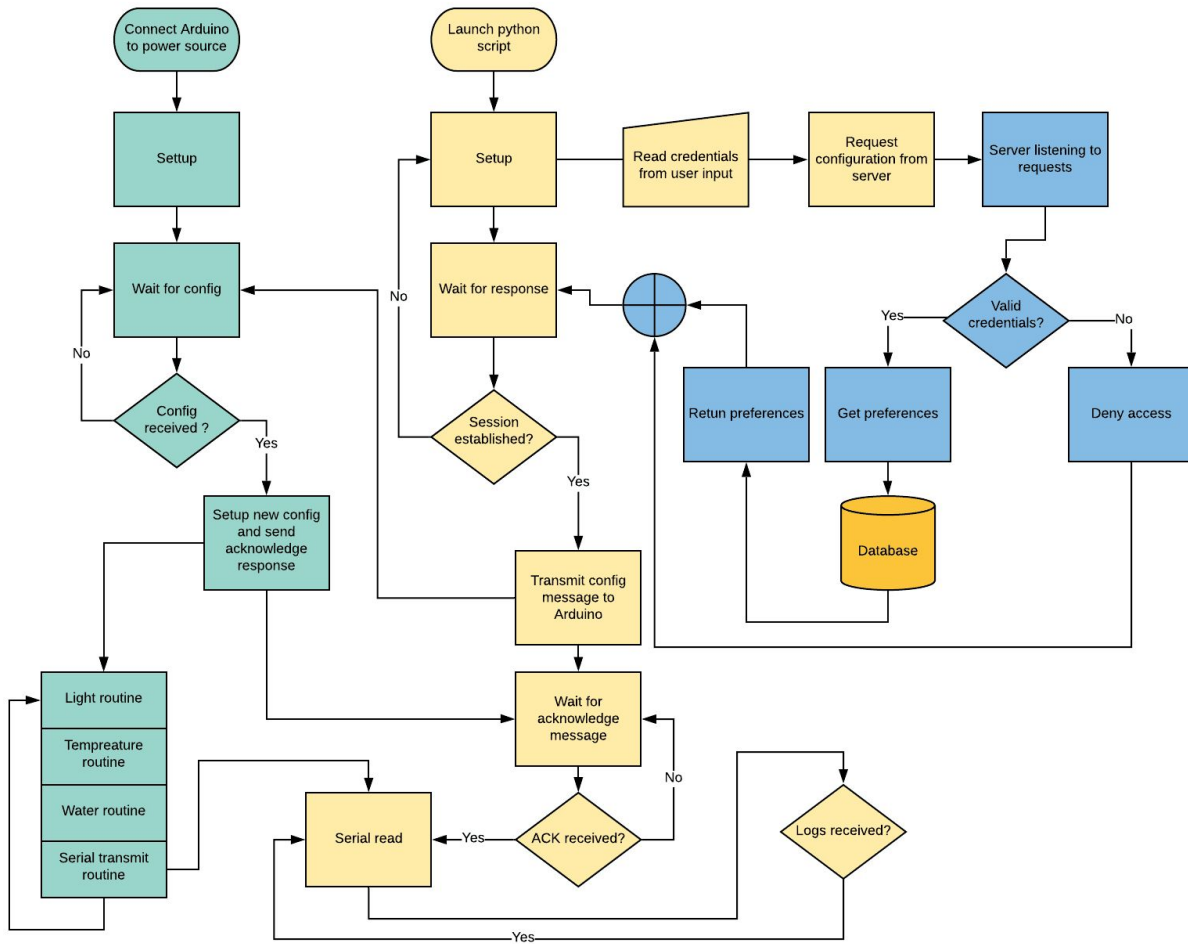 Connect Arduino
to power source
Launch python
script
Settup
Setup
Read credentials
from user input
Request
configuration from
server
Server listening to
requests
Wait for config
No
Wait for response
Valid
credentials?
Yes
No
No
Config
received ?
Yes
Session
established?
Yes
Retun preferences
Get preferences
Deny access
Setup new config
and send
acknowledge
response
Database
Transmit config
message to
Arduino
Light routine
Tempreature
routine
Water routine
Serial transmit
routine
Wait for
acknowledge
message
No
Serial read
Yes
ACK received?
Logs received?
Yes